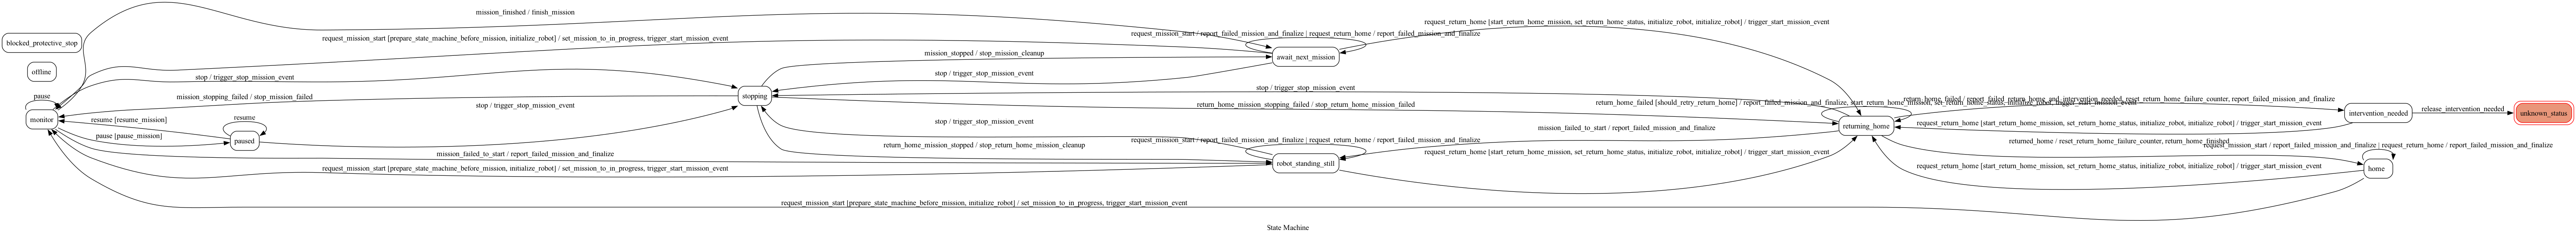 mission_finished / finish_mission
request_return_home [start_return_home_mission, set_return_home_status, initialize_robot, initialize_robot] / trigger_start_mission_event
request_mission_start / report_failed_mission_and_finalize | request_return_home / report_failed_mission_and_finalize
request_mission_start [prepare_state_machine_before_mission, initialize_robot] / set_mission_to_in_progress, trigger_start_mission_event
blocked_protective_stop
mission_stopped / stop_mission_cleanup
await_next_mission
offline
stop / trigger_stop_mission_event
stop / trigger_stop_mission_event
stop / trigger_stop_mission_event
pause
mission_stopping_failed / stop_mission_failed
stopping
return_home_failed / report_failed_return_home_and_intervention_needed, reset_return_home_failure_counter, report_failed_mission_and_finalize
return_home_failed [should_retry_return_home] / report_failed_mission_and_finalize, start_return_home_mission, set_return_home_status, initialize_robot, trigger_start_mission_event
stop / trigger_stop_mission_event
return_home_stopping_failed / stop_return_home_mission_failed
release_intervention_needed
intervention_needed
unknown_status
monitor
resume [resume_mission]
resume
stop / trigger_stop_mission_event
request_return_home [start_return_home_mission, set_return_home_status, initialize_robot, initialize_robot] / trigger_start_mission_event
returning_home
mission_failed_to_start / report_failed_mission_and_finalize
pause [pause_mission]
paused
request_mission_start / report_failed_mission_and_finalize | request_return_home / report_failed_mission_and_finalize
returned_home / reset_return_home_failure_counter, return_home_finished
return_home_mission_stopped / stop_return_home_mission_cleanup
request_mission_start / report_failed_mission_and_finalize | request_return_home / report_failed_mission_and_finalize
mission_failed_to_start / report_failed_mission_and_finalize
request_return_home [start_return_home_mission, set_return_home_status, initialize_robot, initialize_robot] / trigger_start_mission_event
robot_standing_still
request_mission_start [prepare_state_machine_before_mission, initialize_robot] / set_mission_to_in_progress, trigger_start_mission_event
request_return_home [start_return_home_mission, set_return_home_status, initialize_robot, initialize_robot] / trigger_start_mission_event
home
request_mission_start [prepare_state_machine_before_mission, initialize_robot] / set_mission_to_in_progress, trigger_start_mission_event
State Machine